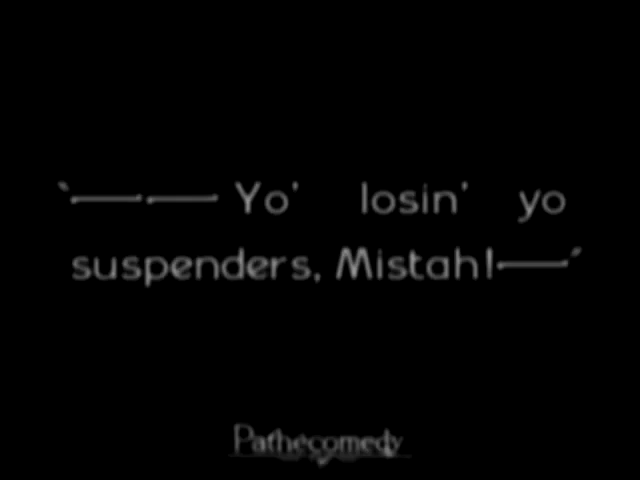 ‘—— —— Yo’ losin’ yo
suspenders, Mistah!——’
Pathecomedy